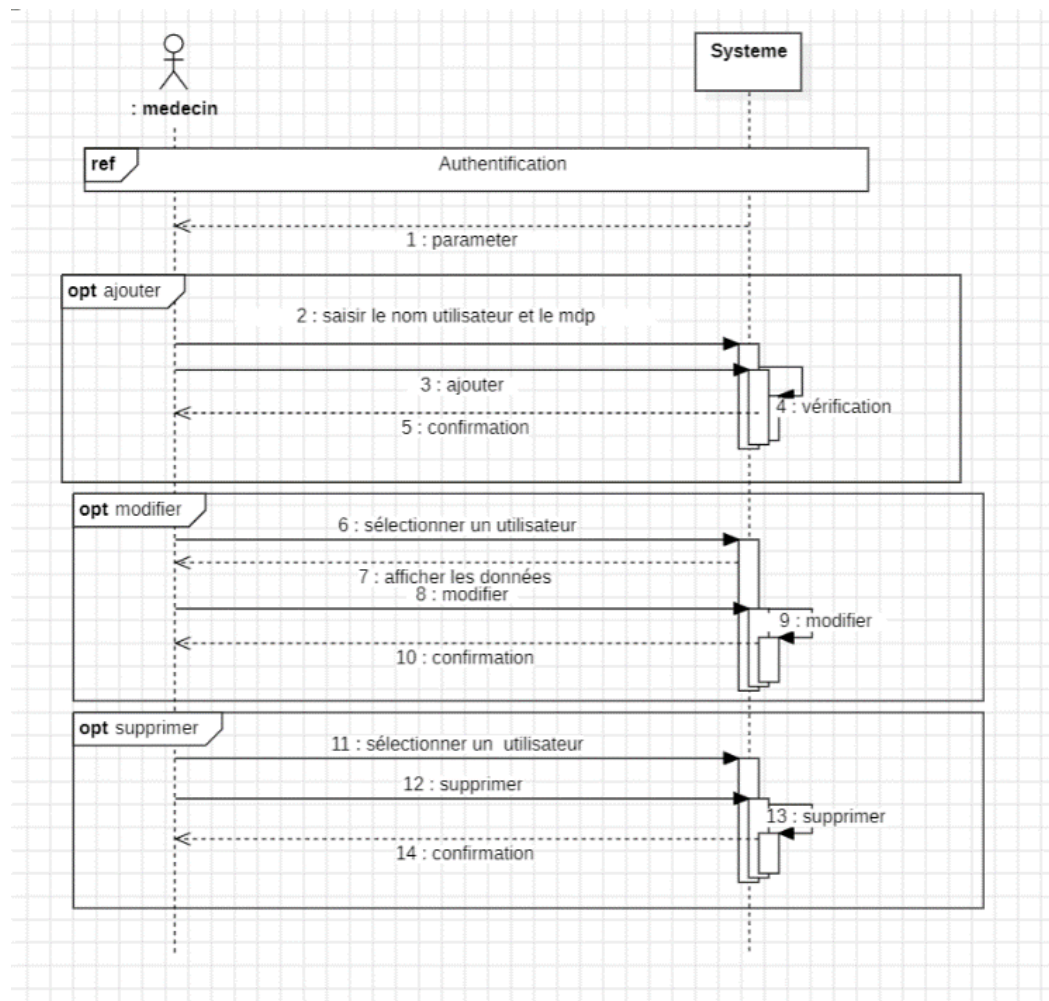 Systeme
: medecin
ref
Authentification
1 : parameter
opt ajouter
2 : saisir le nom utilisateur et le mdp
3 : ajouter
4 : vérification
5 : confirmation
opt modifier
6 : sélectionner un utilisateur
7 : afficher les données
8 : modifier
9 : modifier
10 : confirmation
opt supprimer
11 : sélectionner un utilisateur
12 : supprimer
13 : supprimer
14 : confirmation